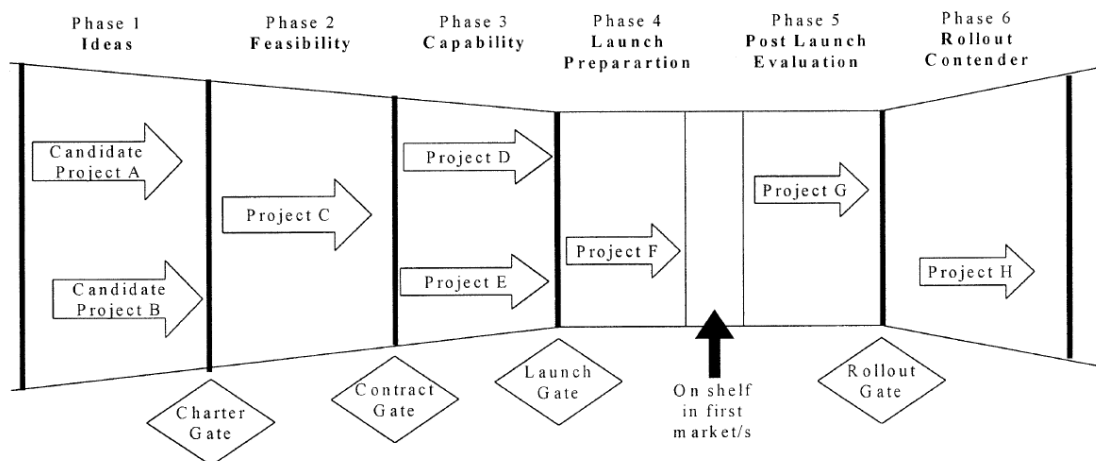 Phase 1
Ideas
Phase 2
Feasibility
Phase 3
Capability
Phase 4
Launch
Preparartion
Phase 5
Post Launch
Evaluation
Phase 6
Rollout
Contender
Candidate
Project A
Candidate
Project B
Project C
Project D
Project E
Project F
Project G
Project H
Charter
Gate
Contract
Gate
Launch
Gate
On shelf
in first
market/s
Rollout
Gate